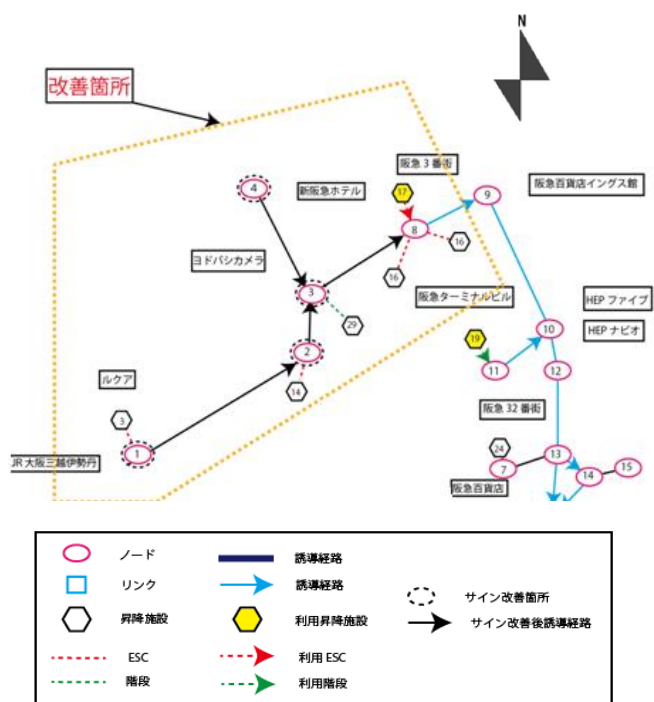 N
改善箇所
阪急3番街
阪急百貨店イングス館
新阪急ホテル
4
17
9
8
16
16
ヨドバシカメラ
3
29
阪急ターミナルビル
HEP ファイブ
HEP ナビオ
19
10
2
14
11
12
ルクア
3
阪急 32 番街
1
JR 大阪三越伊勢丹
24
7
13
14
15
阪急百貨店
ノード
誘導経路
リンク
誘導経路
サイン改善箇所
昇降施設
利用昇降施設
サイン改善後誘導経路
ESC
利用 ESC
階段
利用階段